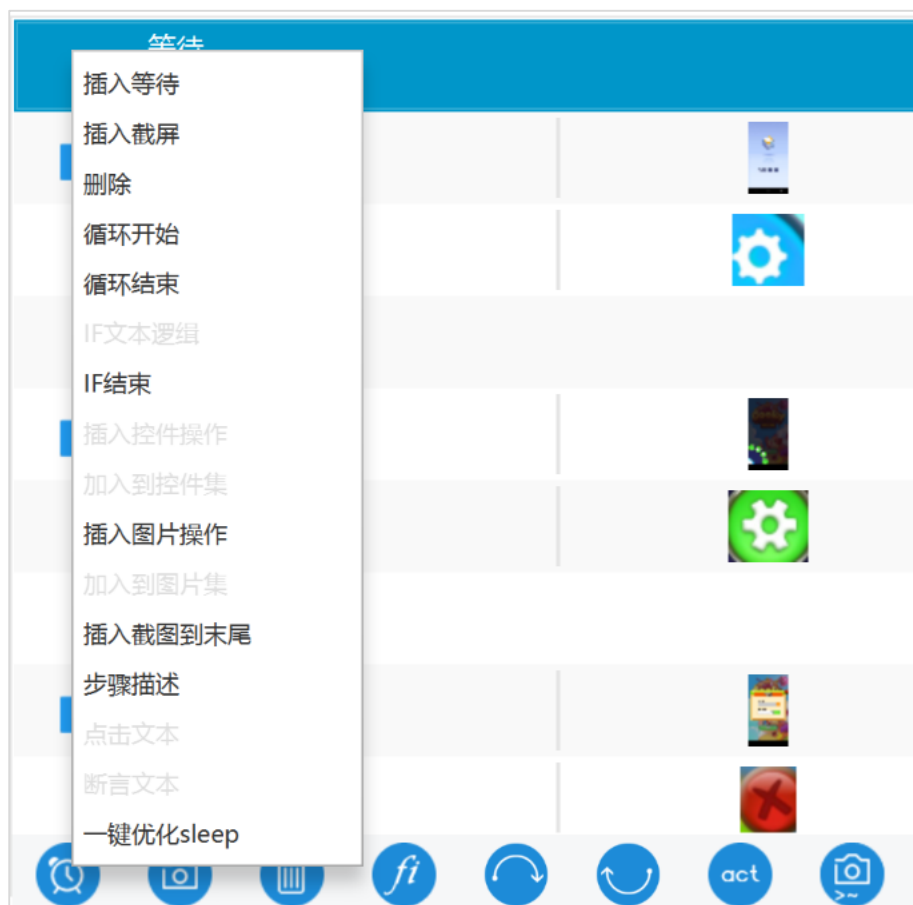 等待
插入等待
插入截屏
删除
循环开始
循环结束
IF文本逻缉
IF结束
插入控件操作
加入到控件集
插入图片操作
加入到图片集
插入截图到末尾
步骤描述
点击文本
断言文本
一键优化sleep
fi
act
>~